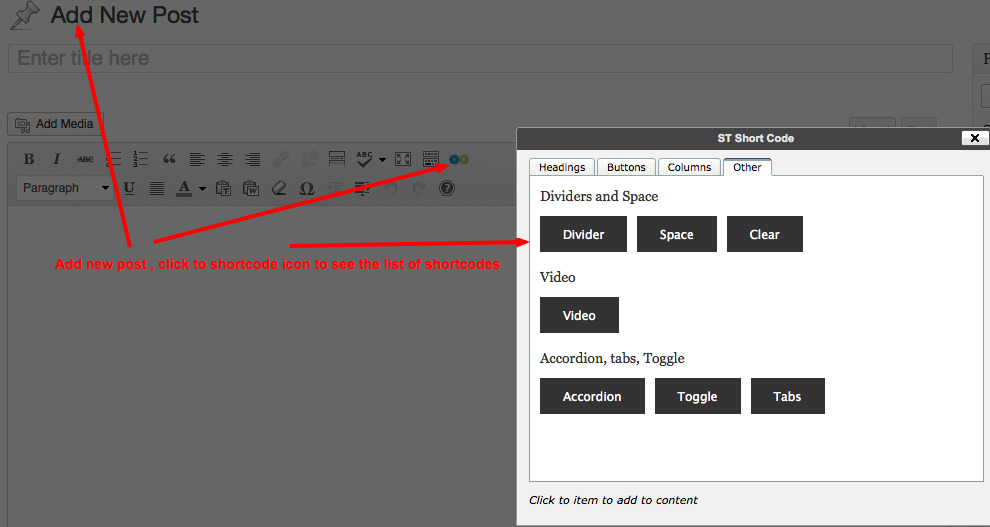 Add New Post
Enter title here
Add Media
B I ABC
ABC
Paragraph U A
Add new post , click to shortcode icon to see the list of shortcodes
ST Short Code
Headings Buttons Columns Other
Dividers and Space
Divider Space Clear
Video
Video
Accordion, tabs, Toggle
Accordion Toggle Tabs
Click to item to add to content